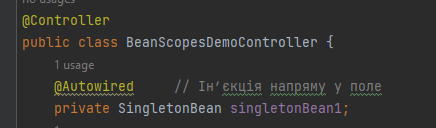 no usages
@Controller
public class BeanScopesDemoController {
1 usage
@Autowired // Ін’єкція напряму у поле
private SingletonBean singletonBean1;